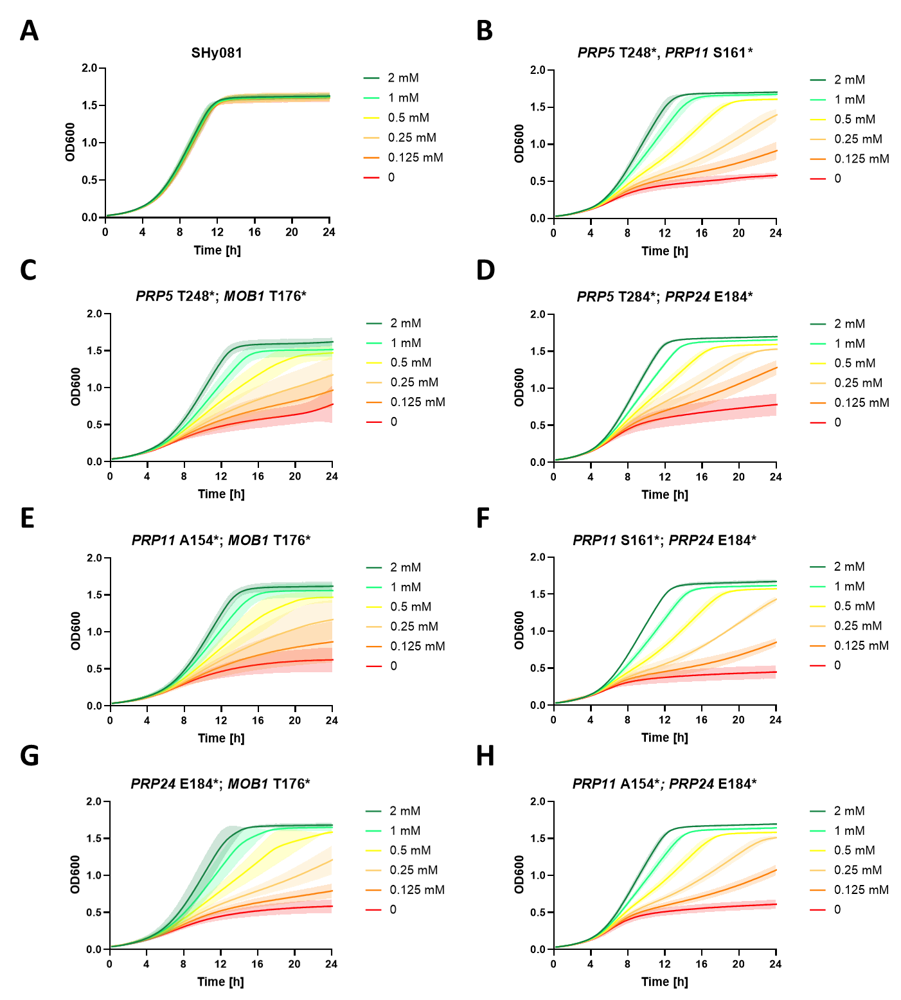 A
SHy081
2.0
1.5
1.0
0.5
0.0
OD600
0 4 8 12 16 20 24
Time [h]
2 mM
1 mM
0.5 mM
0.25 mM
0.125 mM
0
B
PRP5 T248*, PRP11 S161*
2.0
1.5
1.0
0.5
0.0
OD600
0 4 8 12 16 20 24
Time [h]
2 mM
1 mM
0.5 mM
0.25 mM
0.125 mM
0
C
PRP5 T248*; MOB1 T176*
2.0
1.5
1.0
0.5
0.0
OD600
0 4 8 12 16 20 24
Time [h]
2 mM
1 mM
0.5 mM
0.25 mM
0.125 mM
0
D
PRP5 T284*; PRP24 E184*
2.0
1.5
1.0
0.5
0.0
OD600
0 4 8 12 16 20 24
Time [h]
2 mM
1 mM
0.5 mM
0.25 mM
0.125 mM
0
E
PRP11 A154*; MOB1 T176*
2.0
1.5
1.0
0.5
0.0
OD600
0 4 8 12 16 20 24
Time [h]
2 mM
1 mM
0.5 mM
0.25 mM
0.125 mM
0
F
PRP11 S161*; PRP24 E184*
2.0
1.5
1.0
0.5
0.0
OD600
0 4 8 12 16 20 24
Time [h]
2 mM
1 mM
0.5 mM
0.25 mM
0.125 mM
0
G
PRP24 E184*; MOB1 T176*
2.0
1.5
1.0
0.5
0.0
OD600
0 4 8 12 16 20 24
Time [h]
2 mM
1 mM
0.5 mM
0.25 mM
0.125 mM
0
H
PRP11 A154*; PRP24 E184*
2.0
1.5
1.0
0.5
0.0
OD600
0 4 8 12 16 20 24
Time [h]
2 mM
1 mM
0.5 mM
0.25 mM
0.125 mM
0